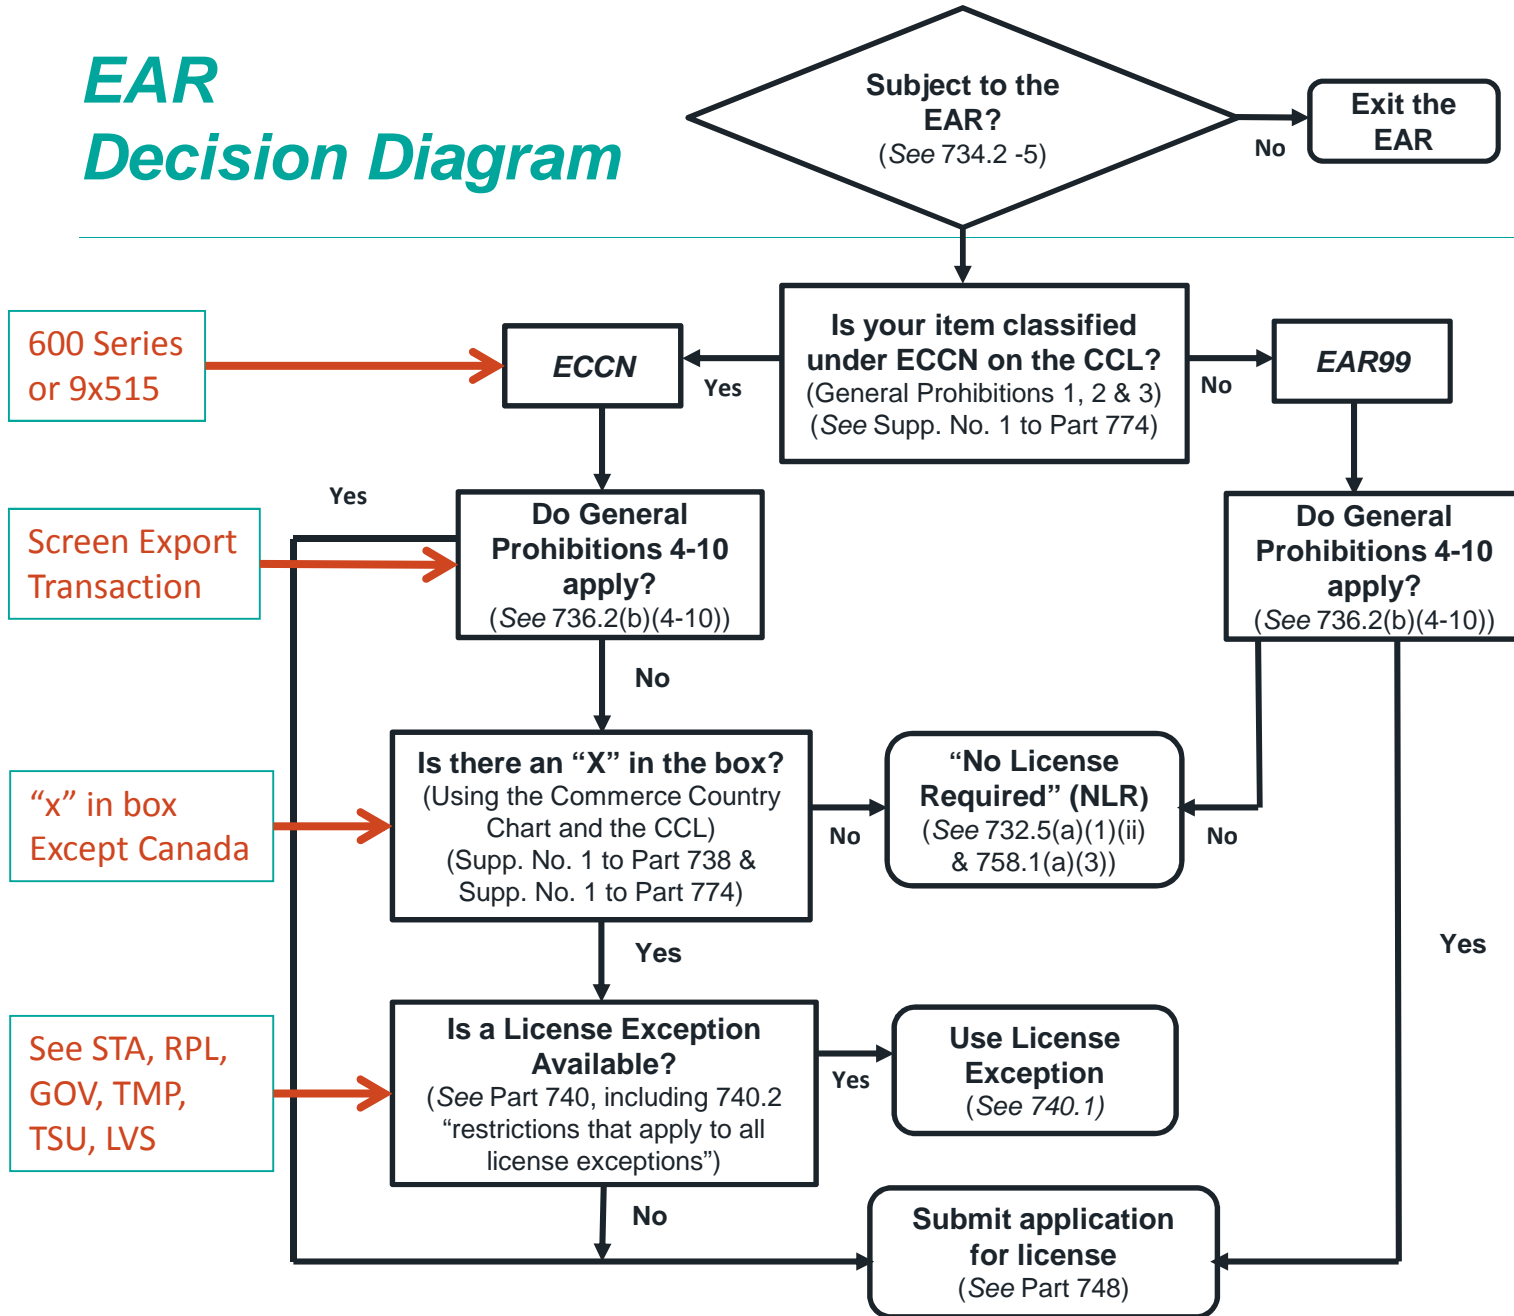 EAR
Decision Diagram
Subject to the
EAR?
(See 734.2 -5)
No
Exit the
EAR
600 Series
or 9x515
ECCN
Yes
Is your item classified
under ECCN on the CCL?
(General Prohibitions 1, 2 & 3)
(See Supp. No. 1 to Part 774)
No
EAR99
Yes
Screen Export
Transaction
Do General
Prohibitions 4-10
apply?
(See 736.2(b)(4-10))
Do General
Prohibitions 4-10
apply?
(See 736.2(b)(4-10))
No
“x” in box
Except Canada
Is there an “X” in the box?
(Using the Commerce Country
Chart and the CCL)
(Supp. No. 1 to Part 738 &
Supp. No. 1 to Part 774)
No
“No License
Required” (NLR)
(See 732.5(a)(1)(ii)
& 758.1(a)(3))
No
Yes
Yes
See STA, RPL,
GOV, TMP,
TSU, LVS
Is a License Exception
Available?
(See Part 740, including 740.2
“restrictions that apply to all
license exceptions”)
Yes
Use License
Exception
(See 740.1)
No
Submit application
for license
(See Part 748)